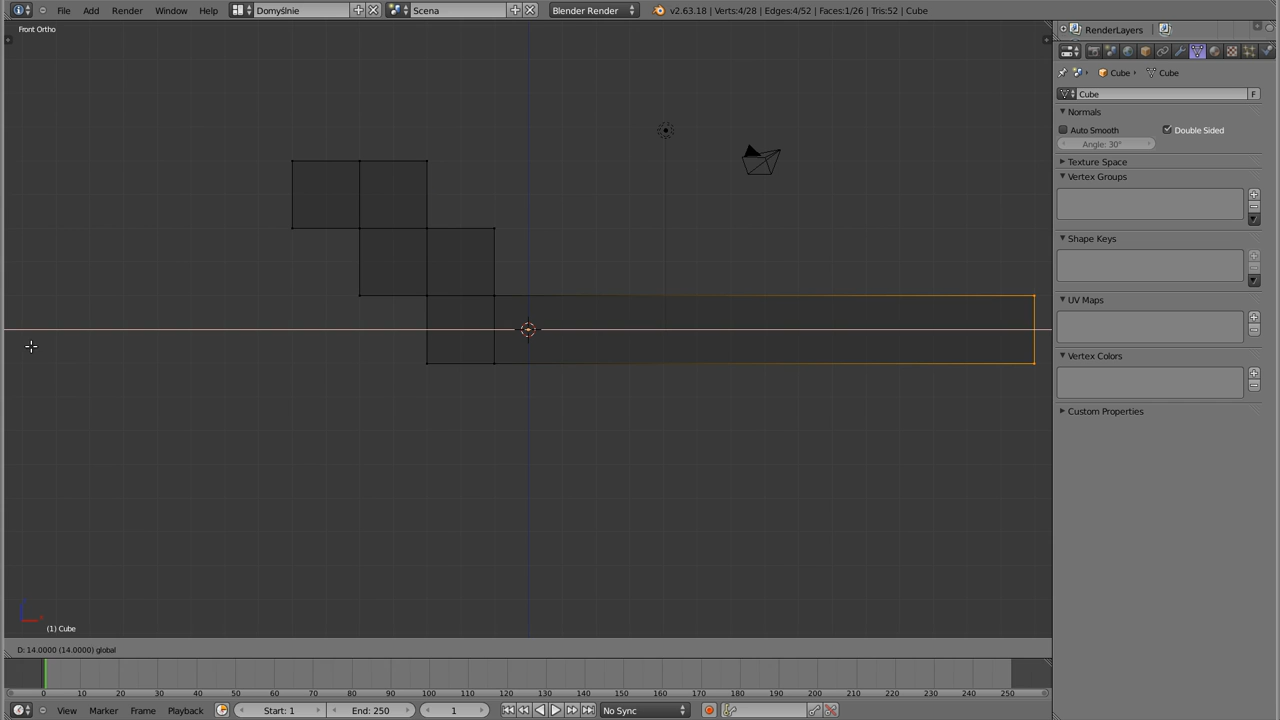 File Add Render Window Help Domyślnie Scena Blender Render v2.63.18 | Verts:4/28 | Edges:4/52 | Faces:1/26 | Tris:52 | Cube
Front Ortho
RenderLayers
Cube Cube
Cube F
Normals
Auto Smooth Double Sided
Angle: 30°
Texture Space
Vertex Groups
Shape Keys
UV Maps
Vertex Colors
Custom Properties
(1) Cube
D: 14.0000 (14.0000) global
0 10 20 30 40 50 60 70 80 90 100 110 120 130 140 150 160 170 180 190 200 210 220 230 240 250
View Marker Frame Playback Start: 1 End: 250 1 No Sync